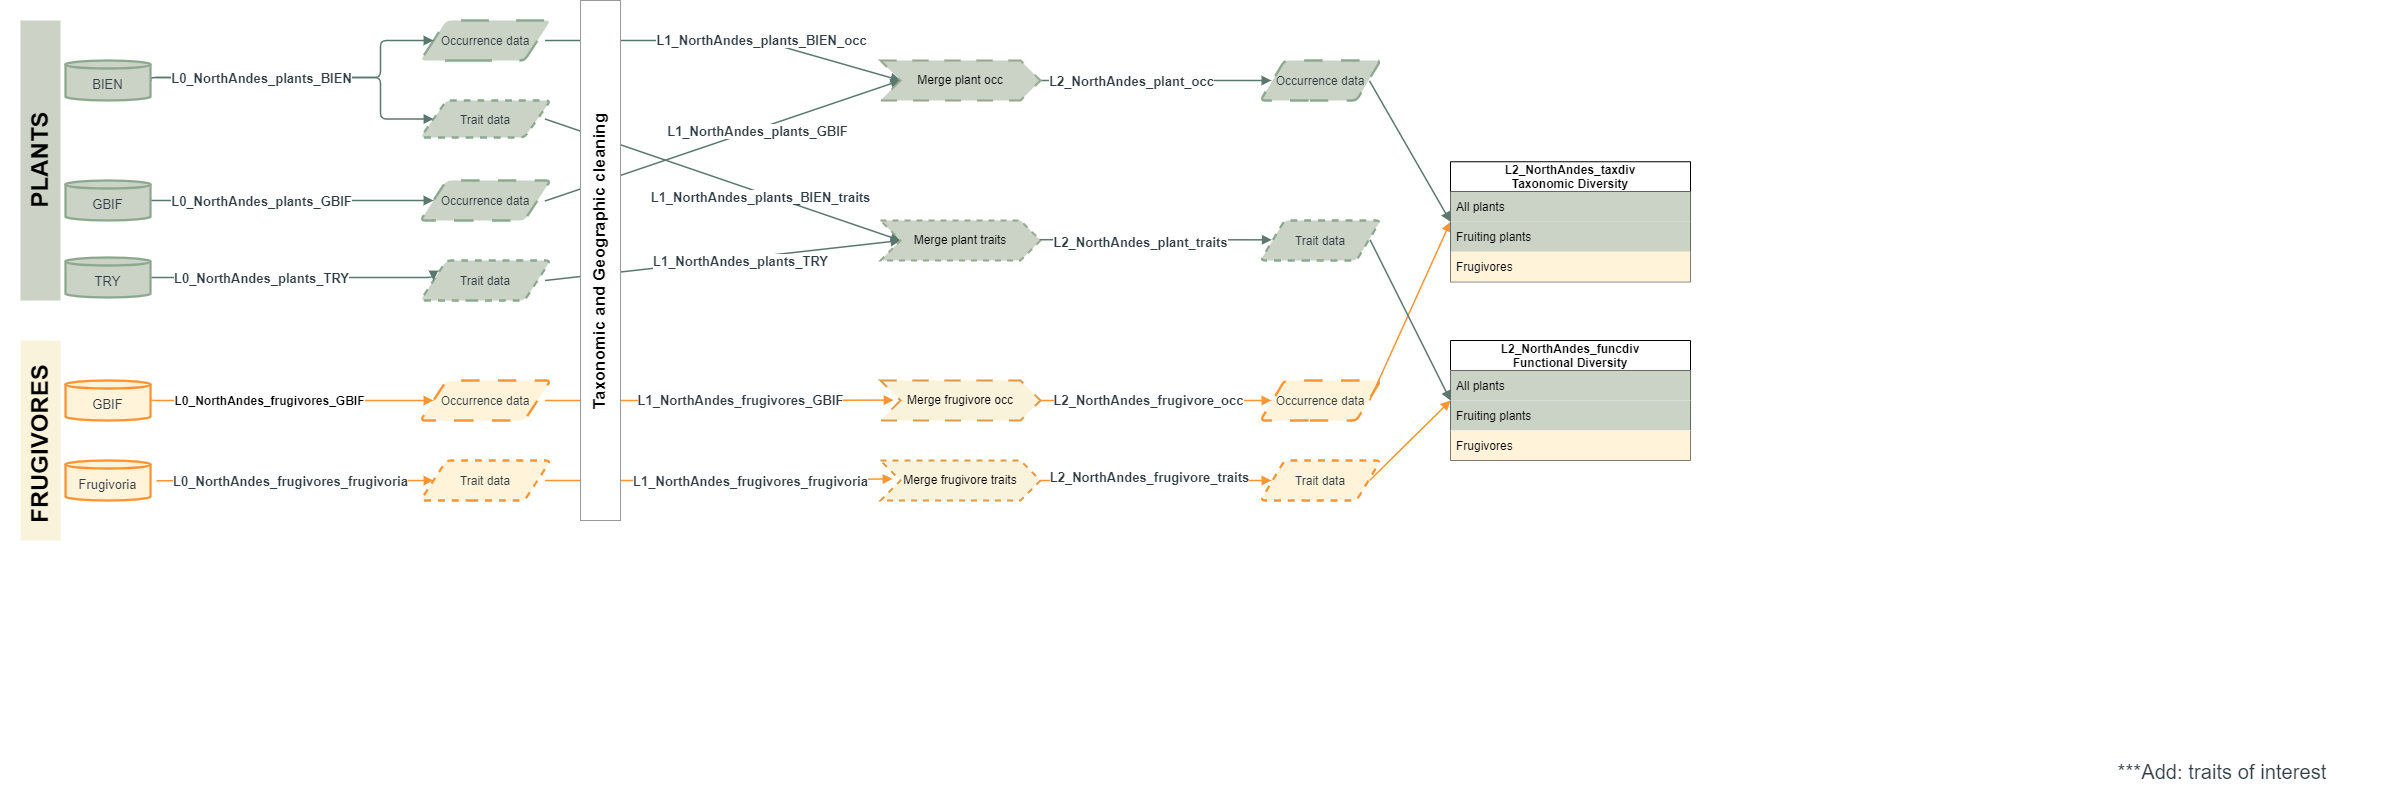 PLANTS
BIEN
L0_NorthAndes_plants_BIEN
Occurrence data
Trait data
GBIF
L0_NorthAndes_plants_GBIF
Occurrence data
TRY
L0_NorthAndes_plants_TRY
Trait data
FRUGIVORES
GBIF
L0_NorthAndes_frugivores_GBIF
Occurrence data
Frugivoria
L0_NorthAndes_frugivores_frugivoria
Trait data
Taxonomic and Geographic cleaning
L1_NorthAndes_plants_BIEN_occ
L1_NorthAndes_plants_GBIF
L1_NorthAndes_plants_BIEN_traits
L1_NorthAndes_plants_TRY
L1_NorthAndes_frugivores_GBIF
L1_NorthAndes_frugivores_frugivoria
Merge plant occ
L2_NorthAndes_plant_occ
Occurrence data
Merge plant traits
L2_NorthAndes_plant_traits
Trait data
Merge frugivore occ
L2_NorthAndes_frugivore_occ
Occurrence data
Merge frugivore traits
L2_NorthAndes_frugivore_traits
Trait data
L2_NorthAndes_taxdiv
Taxonomic Diversity
All plants
Fruiting plants
Frugivores
L2_NorthAndes_funcdiv
Functional Diversity
All plants
Fruiting plants
Frugivores
***Add: traits of interest